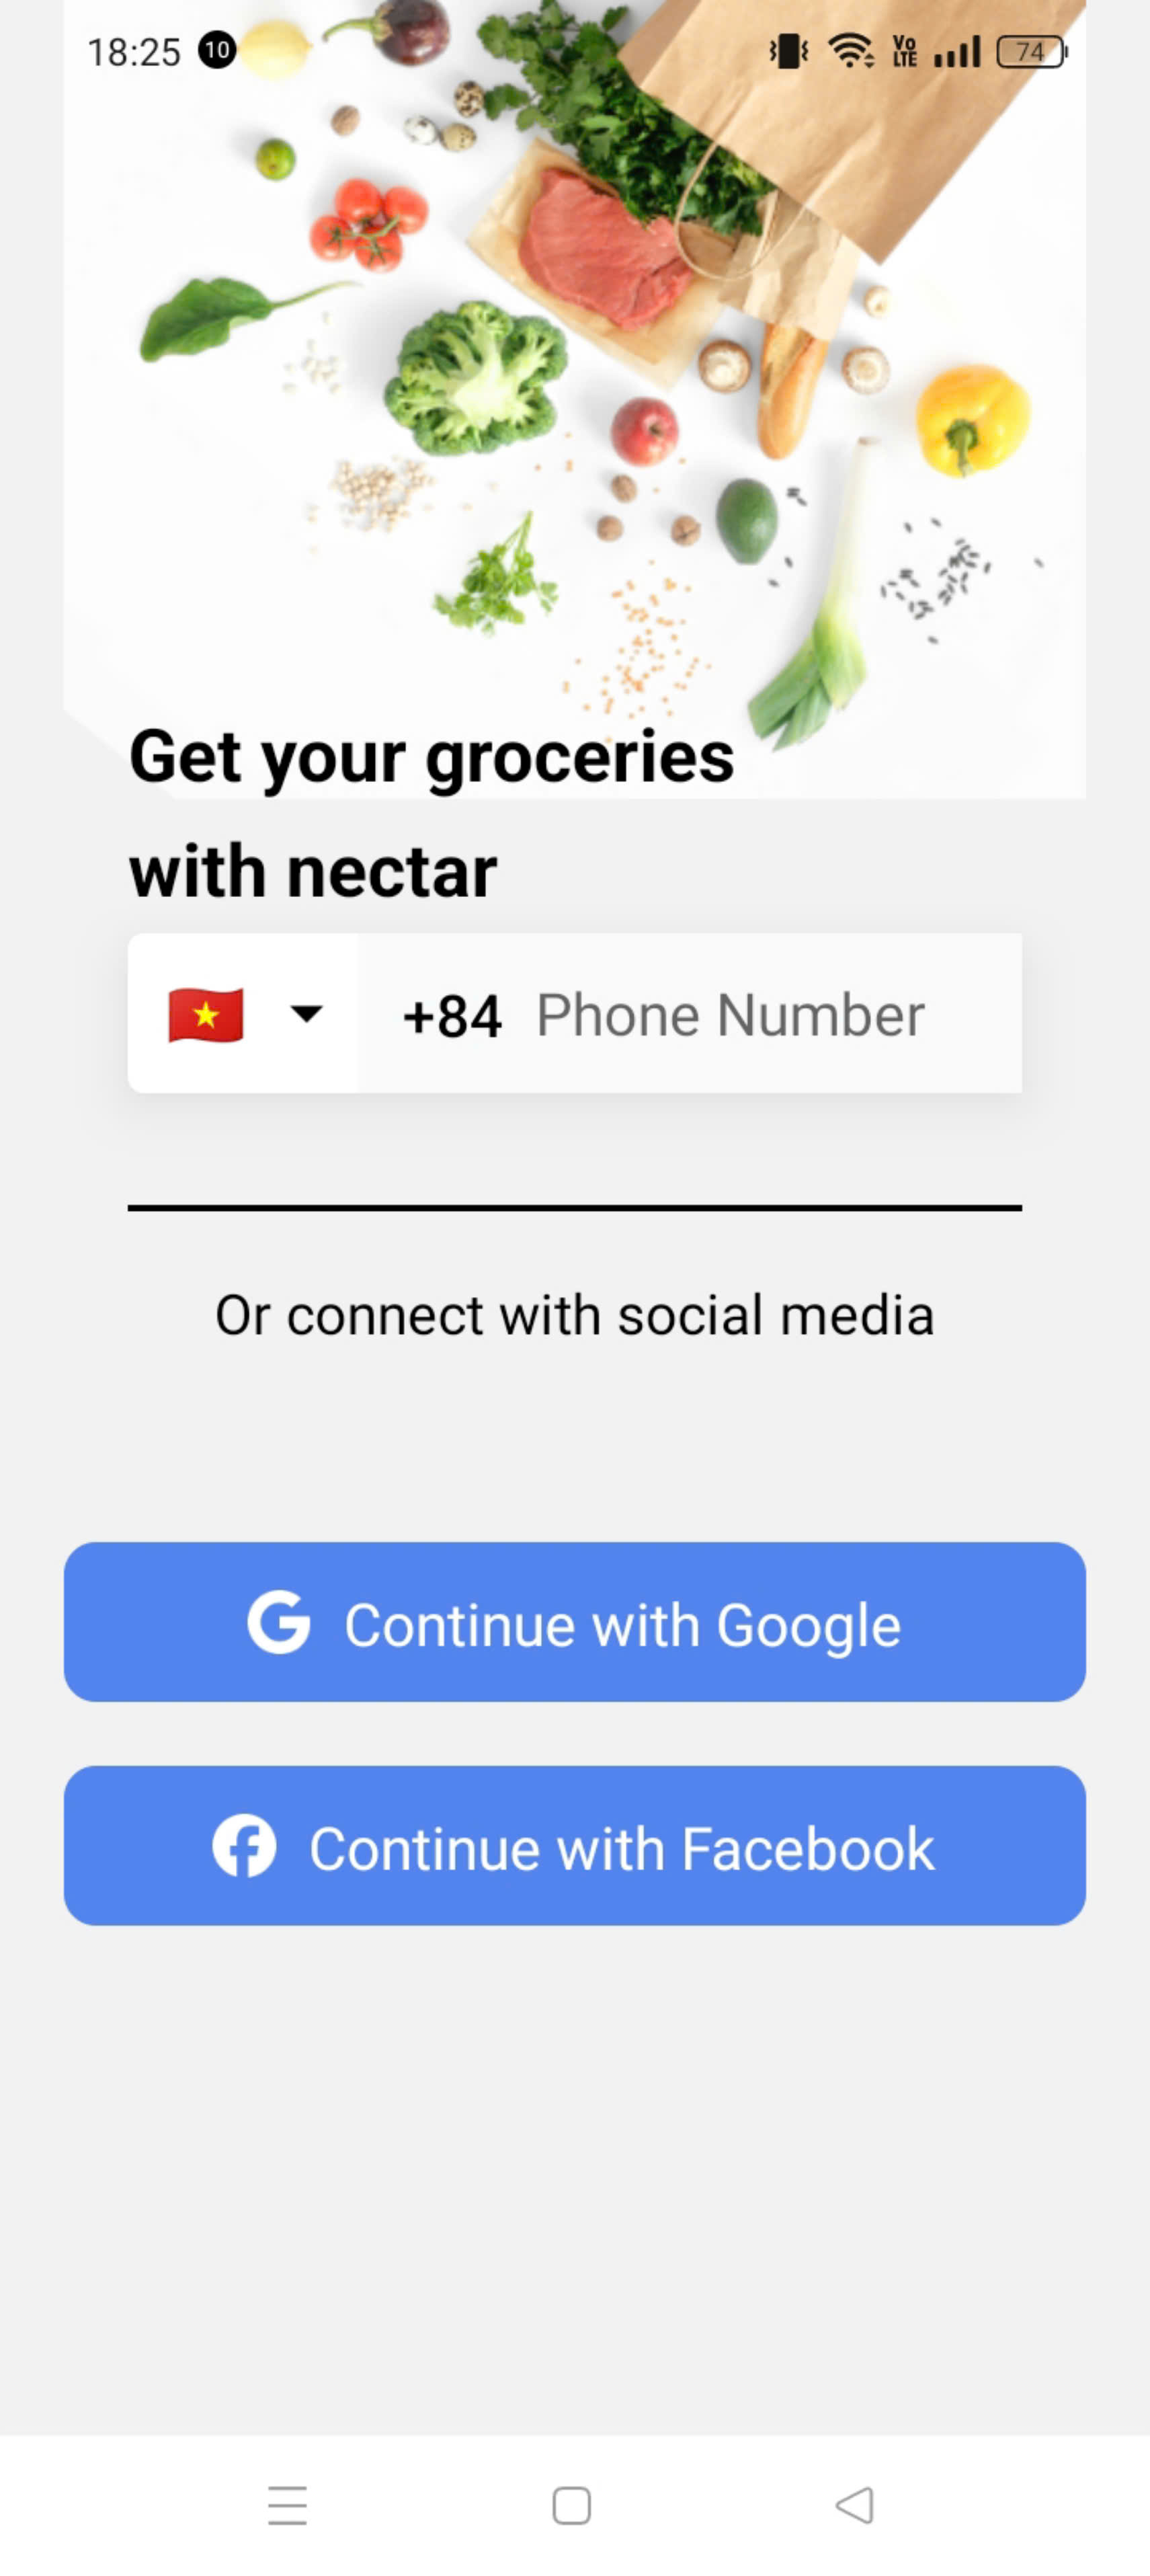 18:25 10 Vo LTE 74
Get your groceries
with nectar
+84 Phone Number
Or connect with social media
Continue with Google
Continue with Facebook